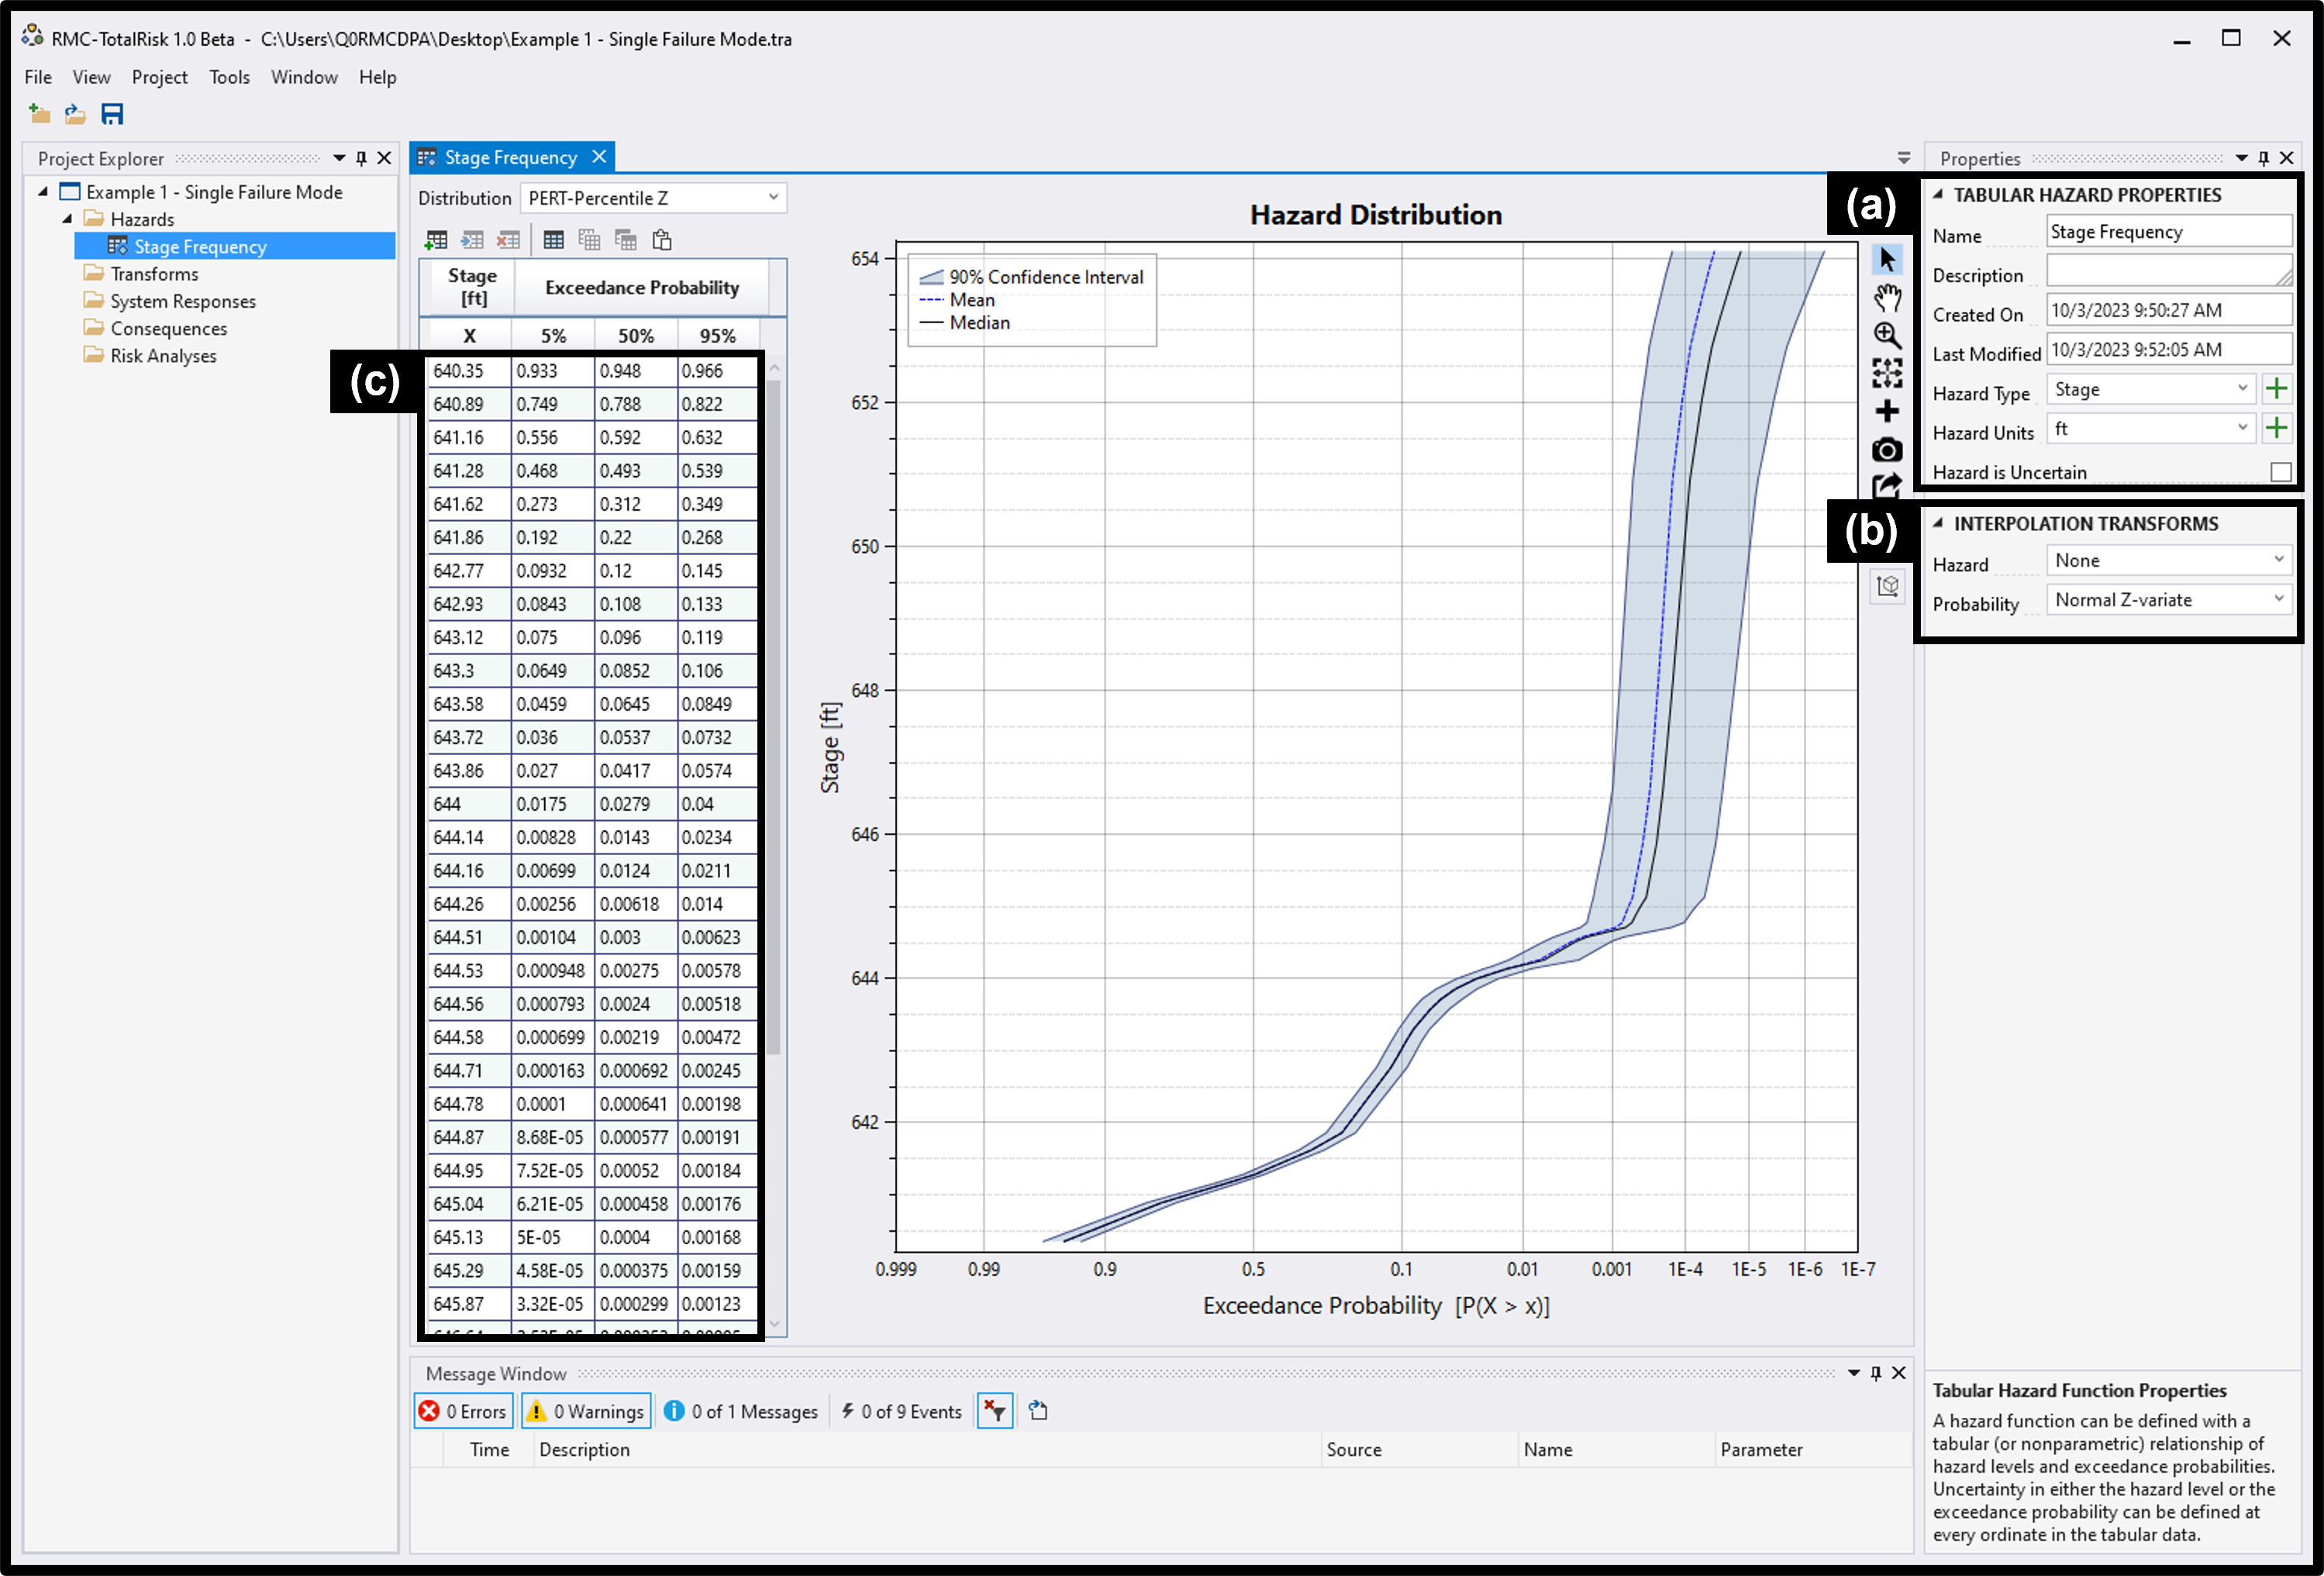 RMC-TotalRisk 1.0 Beta - C:\Users\Q0RMCDPA\Desktop\Example 1 - Single Failure Mode.tra
File View Project Tools Window Help
Project Explorer
Example 1 - Single Failure Mode
Hazards
Stage Frequency
Transforms
System Responses
Consequences
Risk Analyses
Stage Frequency
Distribution PERT-Percentile Z
Stage [ft] Exceedance Probability
X 5% 50% 95%
(c)
640.35 0.933 0.948 0.966
640.89 0.749 0.788 0.822
641.16 0.556 0.592 0.632
641.28 0.468 0.493 0.539
641.62 0.273 0.312 0.349
641.86 0.192 0.22 0.268
642.77 0.0932 0.12 0.145
642.93 0.0843 0.108 0.133
643.12 0.075 0.096 0.119
643.3 0.0649 0.0852 0.106
643.58 0.0459 0.0645 0.0849
643.72 0.036 0.0537 0.0732
643.86 0.027 0.0417 0.0574
644 0.0175 0.0279 0.04
644.14 0.00828 0.0143 0.0234
644.16 0.00699 0.0124 0.0211
644.26 0.00256 0.00618 0.014
644.51 0.00104 0.003 0.00623
644.53 0.000948 0.00275 0.00578
644.56 0.000793 0.0024 0.00518
644.58 0.000699 0.00219 0.00472
644.71 0.000163 0.000692 0.00245
644.78 0.0001 0.000641 0.00198
644.87 8.68E-05 0.000577 0.00191
644.95 7.52E-05 0.00052 0.00184
645.04 6.21E-05 0.000458 0.00176
645.13 5E-05 0.0004 0.00168
645.29 4.58E-05 0.000375 0.00159
645.87 3.32E-05 0.000299 0.00123
Hazard Distribution
90% Confidence Interval
Mean
Median
Stage [ft]
654
652
650
648
646
644
642
0.999 0.99 0.9 0.5 0.1 0.01 0.001 1E-4 1E-5 1E-6 1E-7
Exceedance Probability [P(X > x)]
Message Window
0 Errors 0 Warnings 0 of 1 Messages 0 of 9 Events
Time Description Source Name Parameter
Properties
(a)
TABULAR HAZARD PROPERTIES
Name Stage Frequency
Description
Created On 10/3/2023 9:50:27 AM
Last Modified 10/3/2023 9:52:05 AM
Hazard Type Stage
Hazard Units ft
Hazard is Uncertain
(b)
INTERPOLATION TRANSFORMS
Hazard None
Probability Normal Z-variate
Tabular Hazard Function Properties
A hazard function can be defined with a
tabular (or nonparametric) relationship of
hazard levels and exceedance probabilities.
Uncertainty in either the hazard level or the
exceedance probability can be defined at
every ordinate in the tabular data.